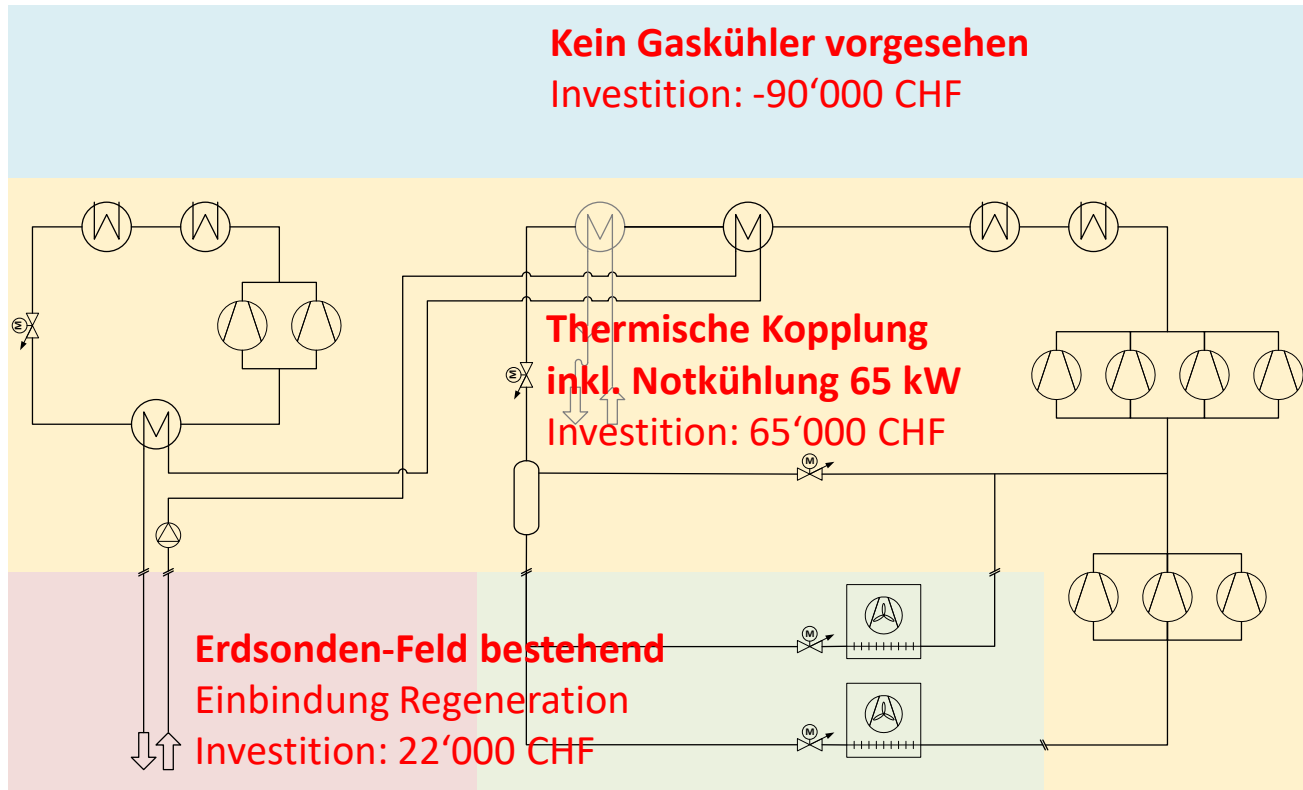 Kein Gaskühler vorgesehen
Investition: -90‘000 CHF
M
Thermische Kopplung
M
inkl. Notkühlung 65 kW
Investition: 65‘000 CHF
M
M
Erdsonden-Feld bestehend
Einbindung Regeneration
M
Investition: 22‘000 CHF